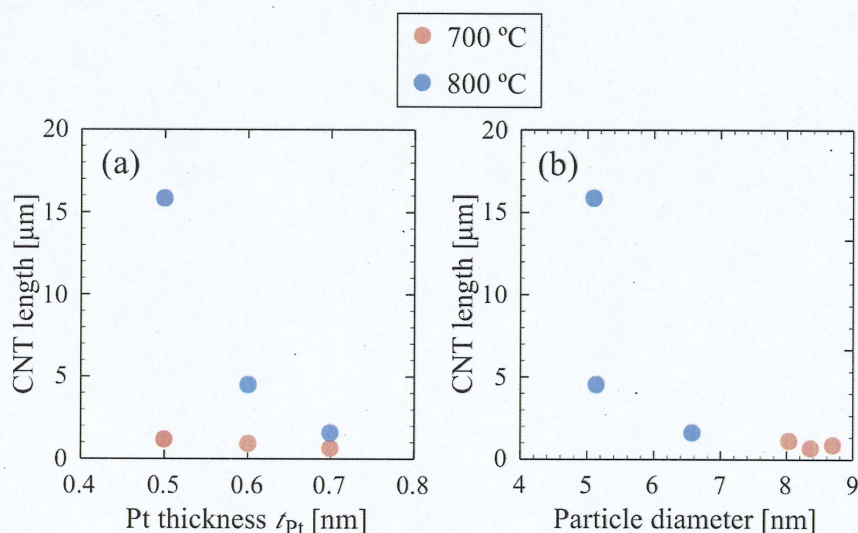 700 ºC
800 ºC
(a)
CNT length [μm]
20
15
10
5
0
0.4 0.5 0.6 0.7 0.8
Pt thickness tPt [nm]
(b)
CNT length [μm]
20
15
10
5
0
4 5 6 7 8 9
Particle diameter [nm]